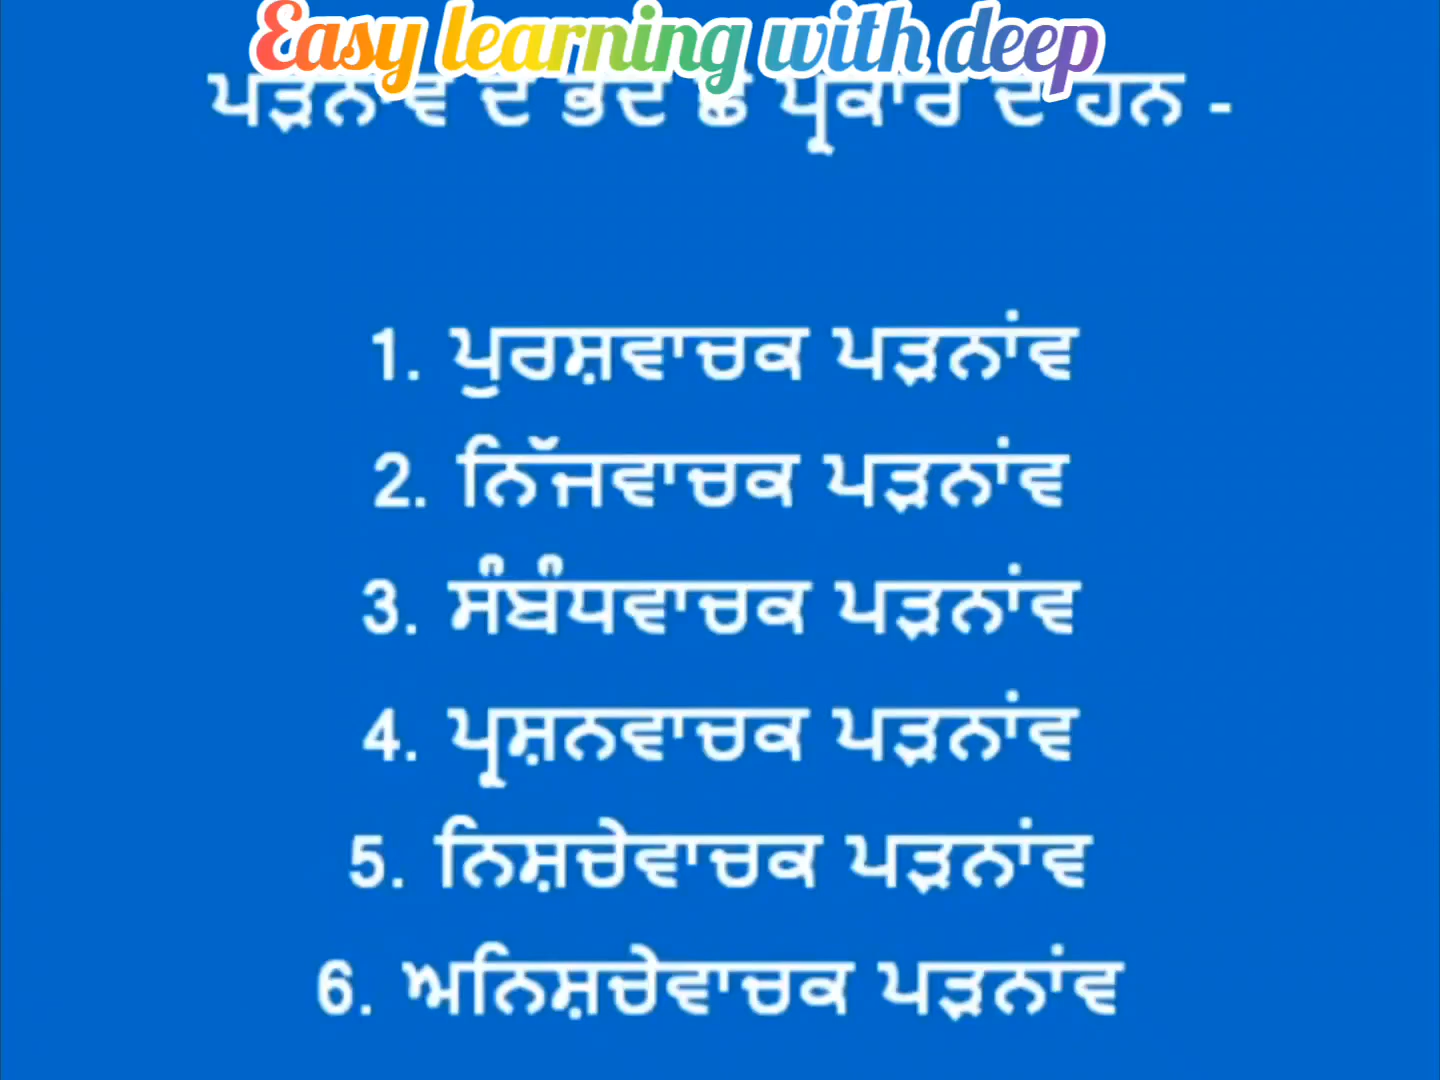 Easy learning with deep
ਪੜਨਾਂਵ ਦੇ ਭੇਦ ਛੇ ਪ੍ਰਕਾਰ ਦੇ ਹਨ -
1. ਪੁਰਸ਼ਵਾਚਕ ਪੜਨਾਂਵ
2. ਨਿੱਜਵਾਚਕ ਪੜਨਾਂਵ
3. ਸੰਬੰਧਵਾਚਕ ਪੜਨਾਂਵ
4. ਪ੍ਰਸ਼ਨਵਾਚਕ ਪੜਨਾਂਵ
5. ਨਿਸ਼ਚੇਵਾਚਕ ਪੜਨਾਂਵ
6. ਅਨਿਸ਼ਚੇਵਾਚਕ ਪੜਨਾਂਵ